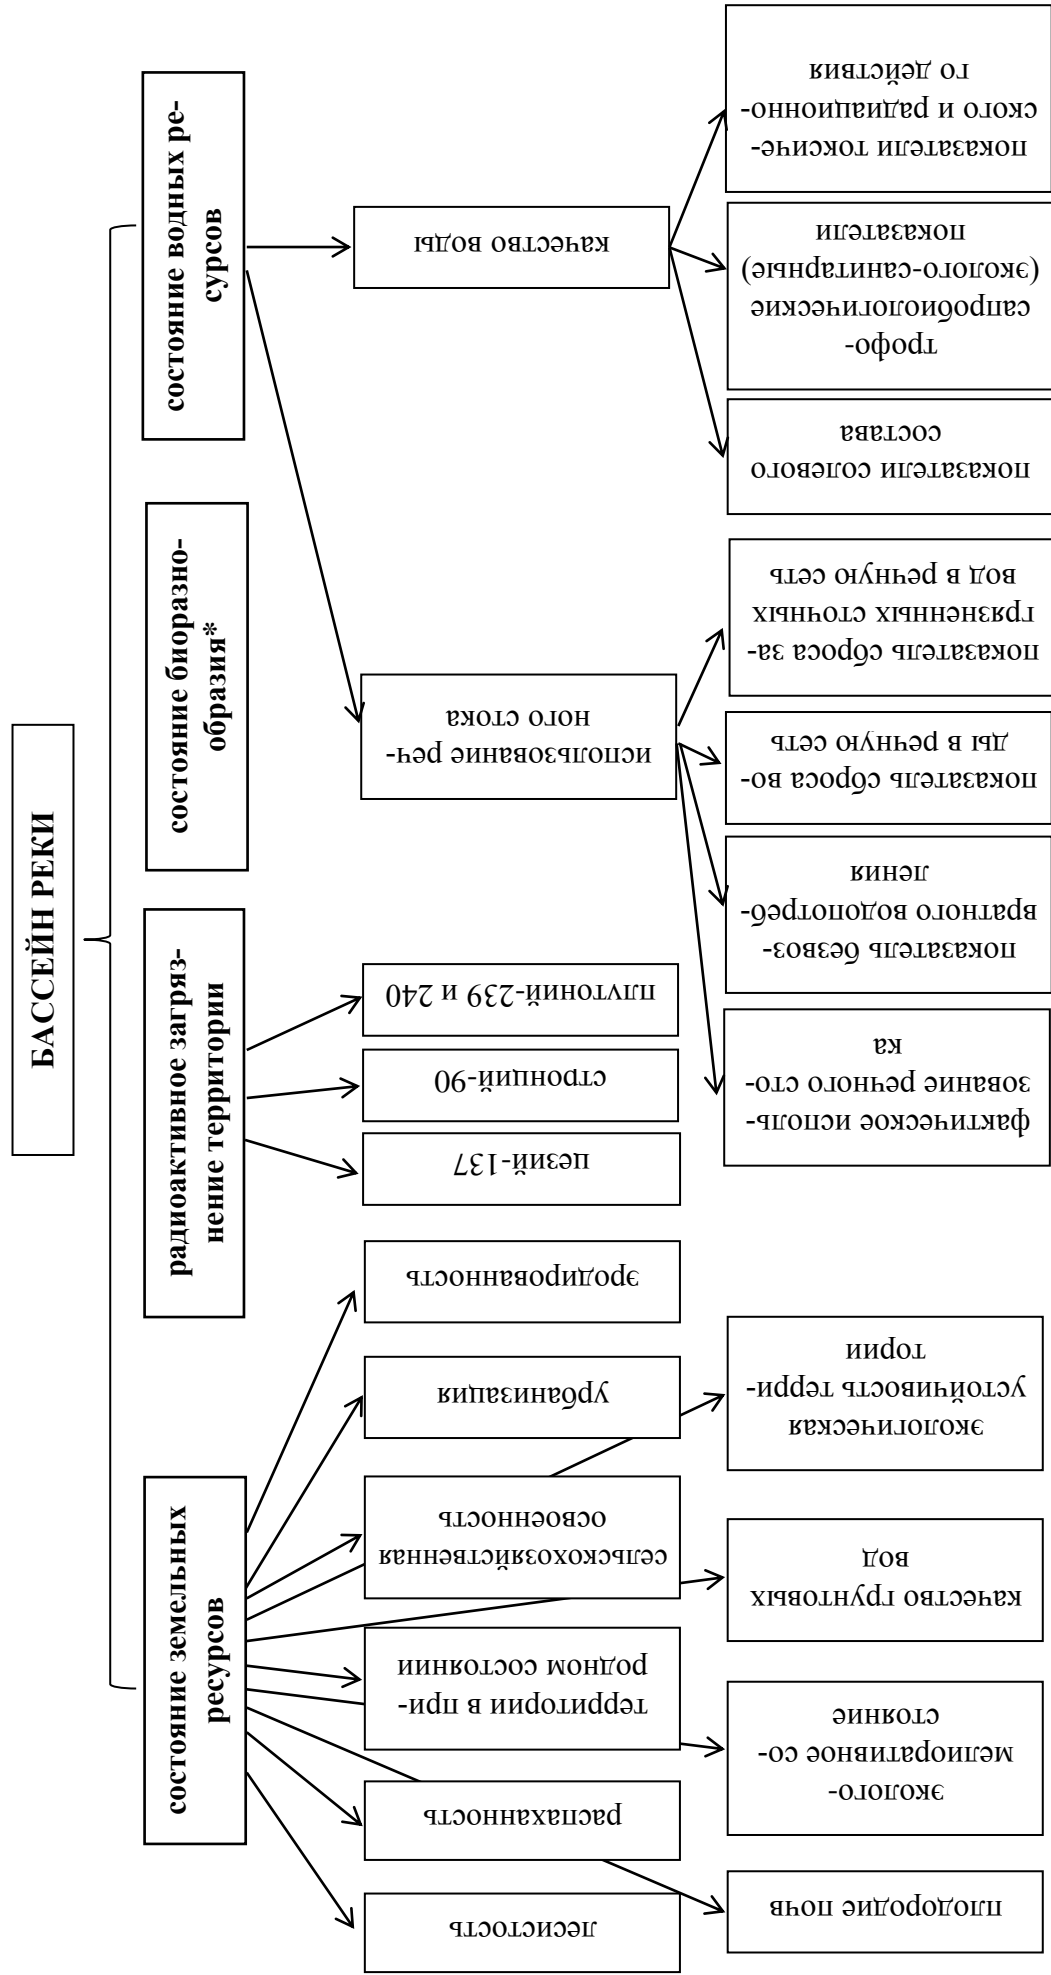 БАССЕЙН РЕКИ
состояние земельных
ресурсов
радиоактивное загряз-
нение территории
состояние биоразно-
образия*
состояние водных ре-
сурсов
лесистость
распаханность
территории в при-
родном состоянии
сельскохозяйственная
освоенность
урбанизация
эродированность
плодородие почв
эколого-
мелиоративное со-
стояние
качество грунтовых
вод
экологическая
устойчивость терри-
тории
цезий-137
стронций-90
плутоний-239 и 240
использование реч-
ного стока
фактическое исполь-
зование речного сто-
ка
показатель безвоз-
вратного водопотреб-
ления
показатель сброса во-
ды в речную сеть
показатель сброса за-
грязненных сточных
вод в речную сеть
качество воды
показатели солевого
состава
трофо-
сапробиологические
(эколого-санитарные)
показатели
показатели токсиче-
ского и радиационно-
го действия